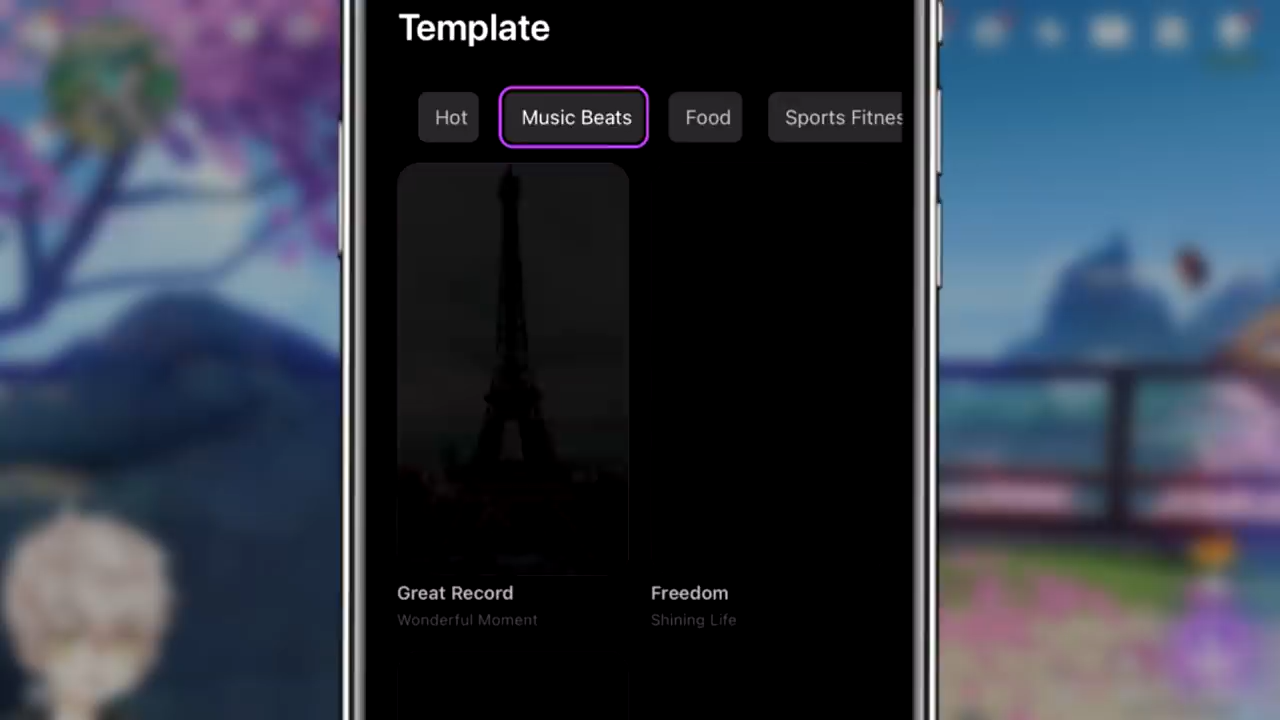 Template
Hot
Music Beats
Food
Sports Fitnes
Great Record
Freedom
Wonderful Moment
Shining Life